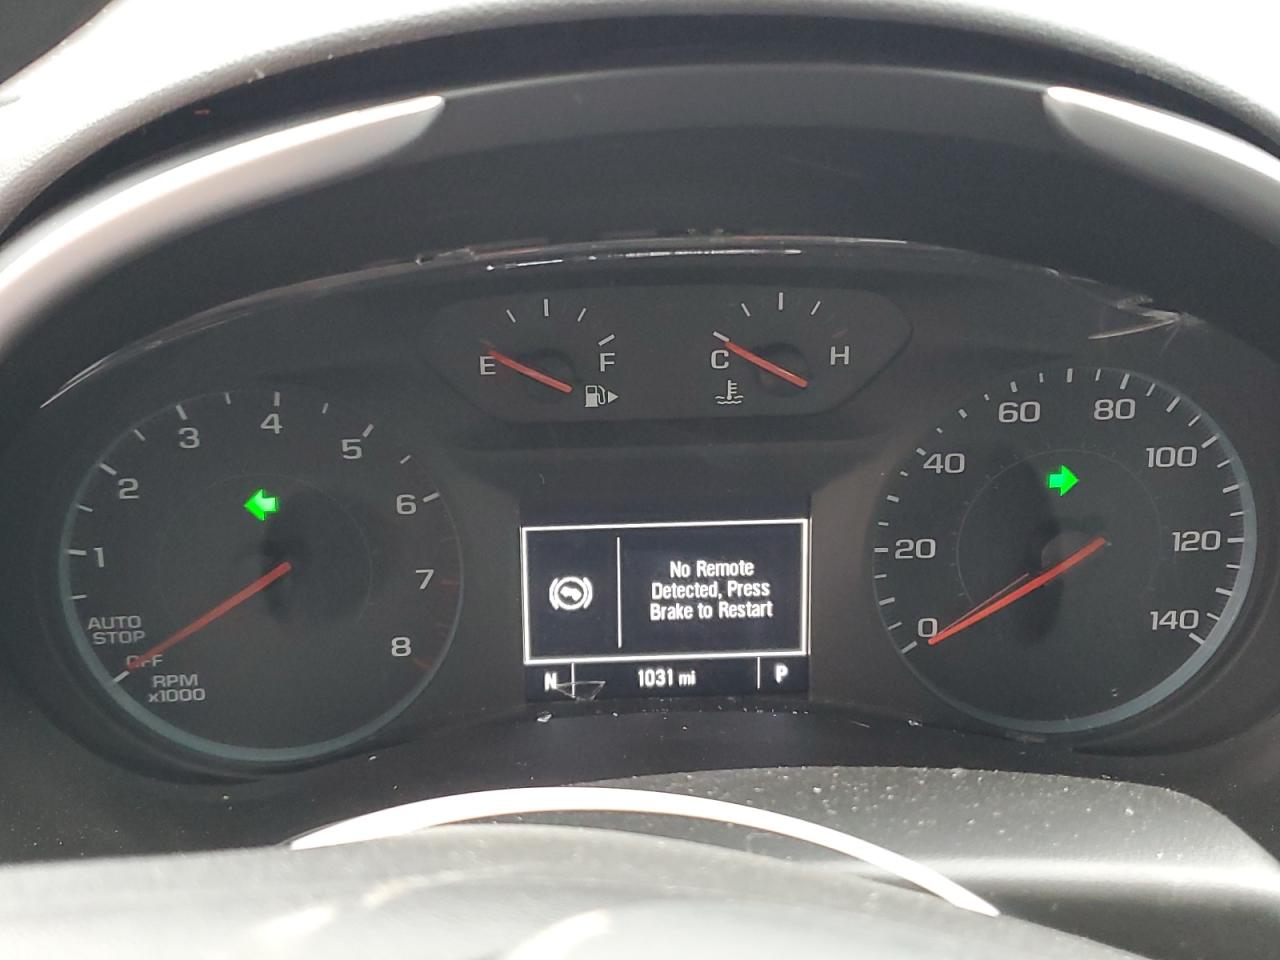 E F
C H
1 2 3 4 5 6 7 8
AUTO
STOP
OFF
RPM
x1000
No Remote
Detected, Press
Brake to Restart
N 1031 mi P
0 20 40 60 80 100 120 140